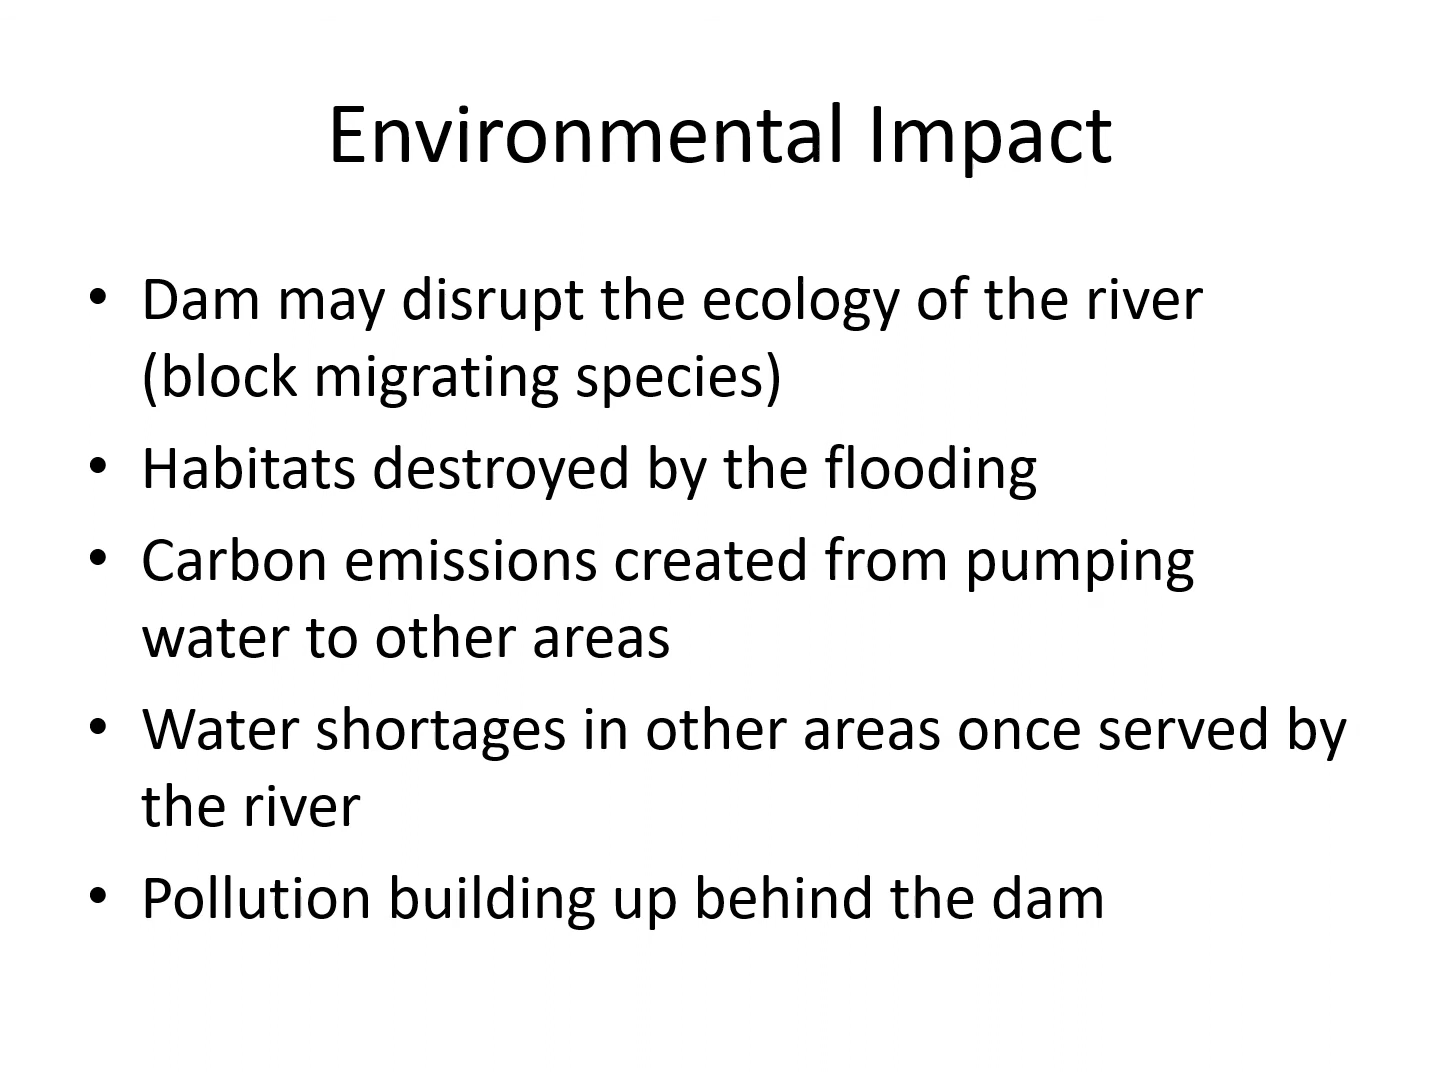 Environmental Impact
• Dam may disrupt the ecology of the river
(block migrating species)
• Habitats destroyed by the flooding
• Carbon emissions created from pumping
water to other areas
• Water shortages in other areas once served by
the river
• Pollution building up behind the dam